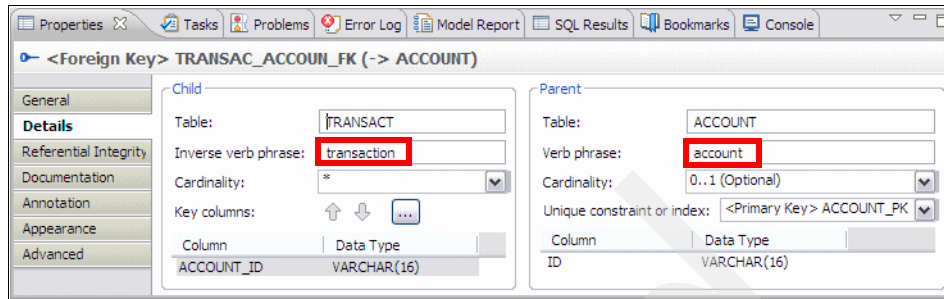 Properties Tasks Problems Error Log Model Report SQL Results Bookmarks Console
<Foreign Key> TRANSAC_ACCOUN_FK (-> ACCOUNT)
General
Details
Referential Integrity
Documentation
Annotation
Appearance
Advanced
Child
Table: TRANSACT
Inverse verb phrase: transaction
Cardinality: *
Key columns: ...
Column Data Type
ACCOUNT_ID VARCHAR(16)
Parent
Table: ACCOUNT
Verb phrase: account
Cardinality: 0..1 (Optional)
Unique constraint or index: <Primary Key> ACCOUNT_PK
Column Data Type
ID VARCHAR(16)